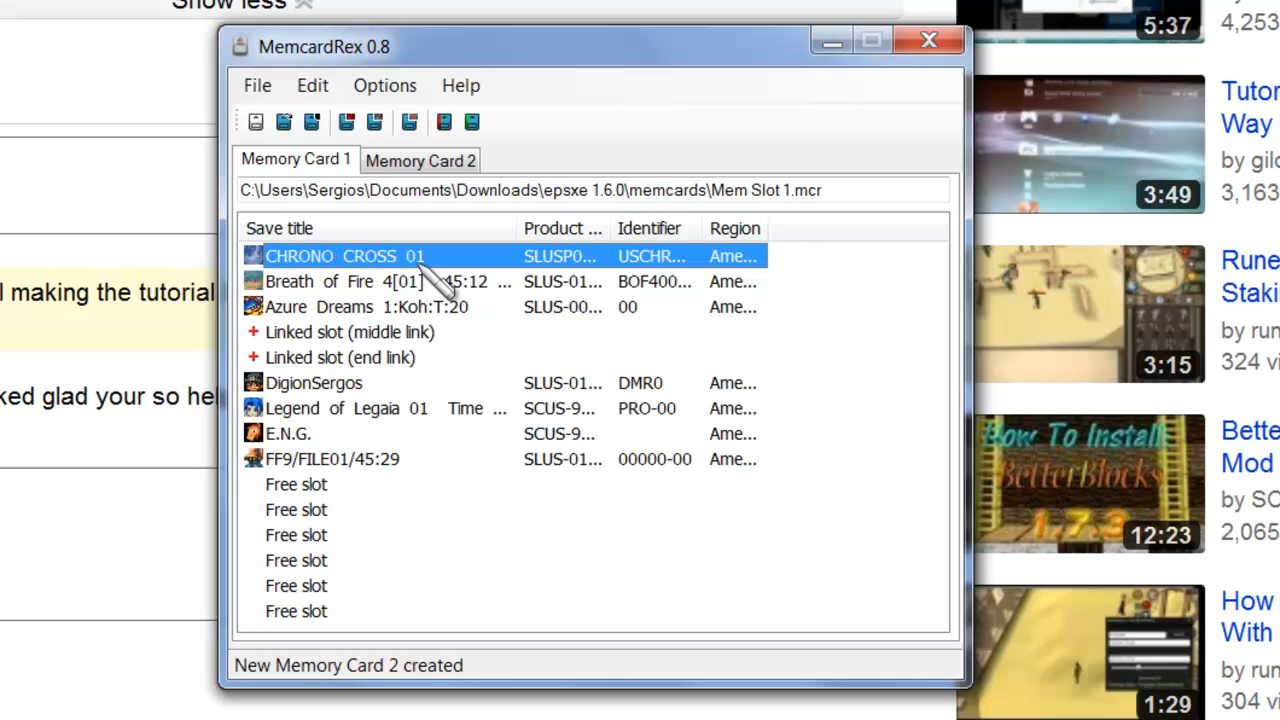 Show less
MemcardRex 0.8
File Edit Options Help
Memory Card 1 Memory Card 2
C:\Users\Sergios\Documents\Downloads\epsxe 1.6.0\memcards\Mem Slot 1.mcr
Save title Product ... Identifier Region
CHRONO CROSS 01 SLUSP0... USCHR... Ame...
Breath of Fire 4[01] 45:12 ... SLUS-01... BOF400... Ame...
Azure Dreams 1:Koh:T:20 SLUS-00... 00 Ame...
Linked slot (middle link)
Linked slot (end link)
DigionSergos SLUS-01... DMR0 Ame...
Legend of Legaia 01 Time ... SCUS-9... PRO-00 Ame...
E.N.G. SCUS-9... Ame...
FF9/FILE01/45:29 SLUS-01... 00000-00 Ame...
Free slot
Free slot
Free slot
Free slot
Free slot
Free slot
New Memory Card 2 created
l making the tutorial
ked glad your so hel
5:37
4,253
3:49
Tutor
Way
by gild
3,163
3:15
Rune
Staki
by run
324 vi
How To Install
BetterBlocks
1.7.3
12:23
Bette
Mod
by SC
2,065
1:29
How
With
by run
304 vi